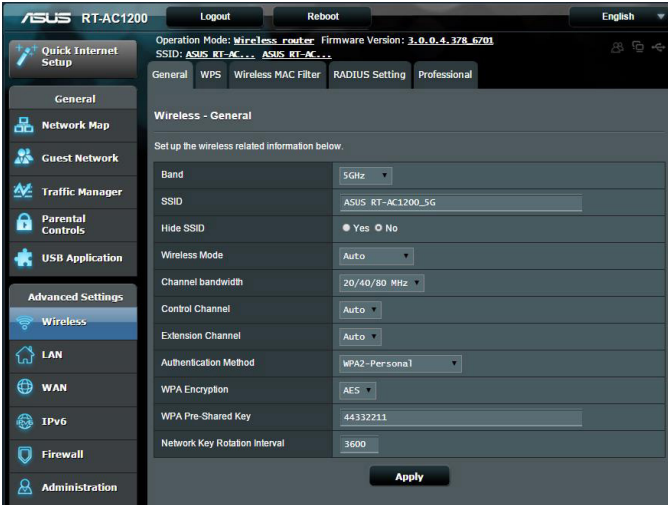 ASUS RT-AC1200 Logout Reboot English
Quick Internet Setup
Operation Mode: Wireless router Firmware Version: 3.0.0.4.378_6701
SSID: ASUS RT-AC... ASUS RT-AC...
General WPS Wireless MAC Filter RADIUS Setting Professional
General
Network Map
Guest Network
Traffic Manager
Parental Controls
USB Application
Advanced Settings
Wireless
LAN
WAN
IPv6
IPv6
Firewall
Administration
Wireless - General
Set up the wireless related information below.
Band 5GHz
SSID ASUS RT-AC1200_5G
Hide SSID Yes No
Wireless Mode Auto
Channel bandwidth 20/40/80 MHz
Control Channel Auto
Extension Channel Auto
Authentication Method WPA2-Personal
WPA Encryption AES
WPA Pre-Shared Key 44332211
Network Key Rotation Interval 3600
Apply